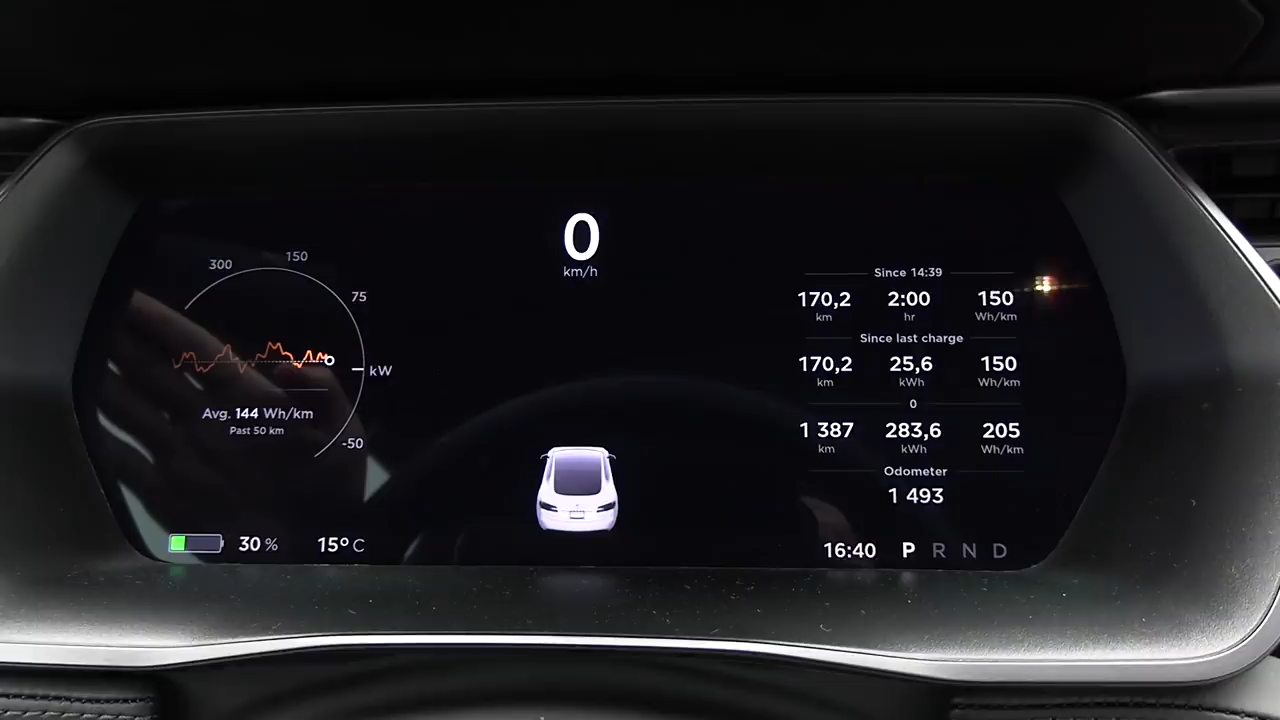 0
km/h
300
150
75
kW
-50
Avg. 144 Wh/km
Past 50 km
30 %
15° C
Since 14:39
170,2 2:00 150
km hr Wh/km
Since last charge
170,2 25,6 150
km kWh Wh/km
0
1 387 283,6 205
km kWh Wh/km
Odometer
1 493
16:40 P R N D